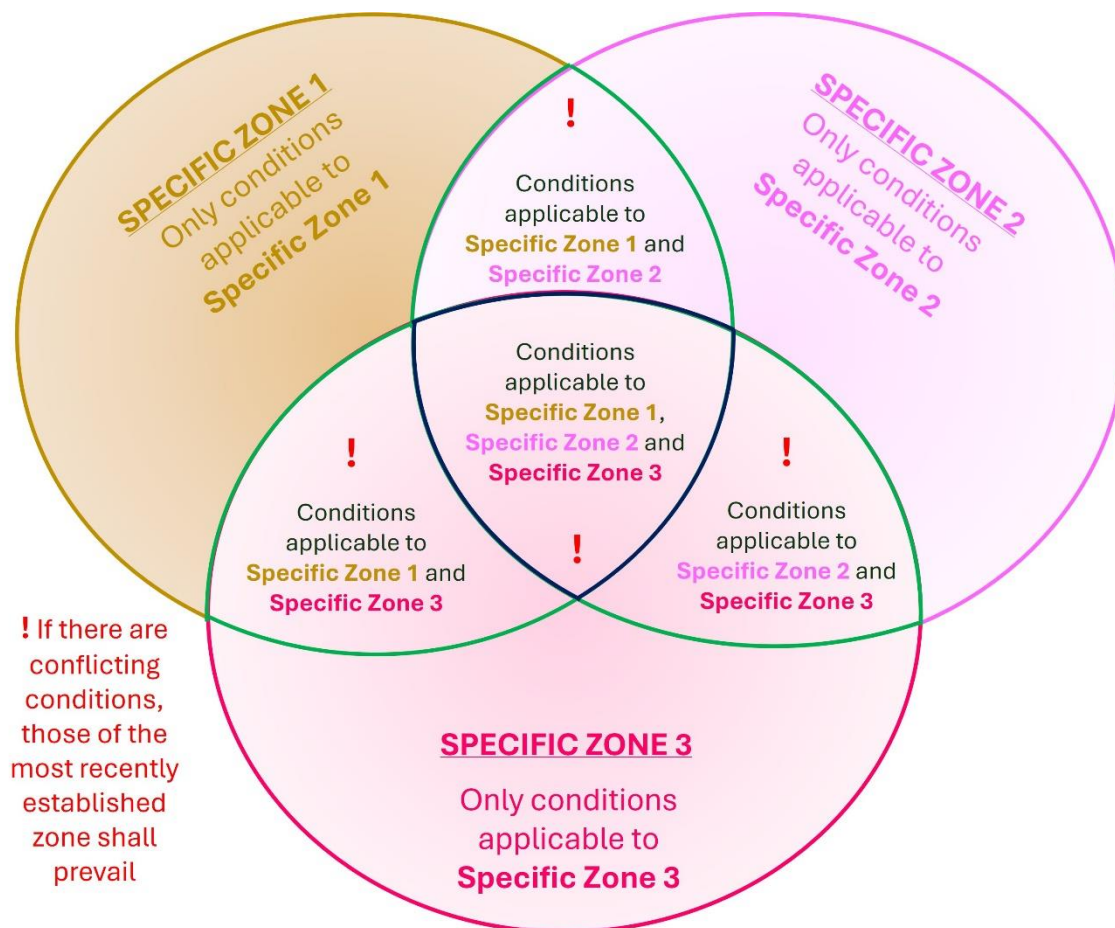 SPECIFIC ZONE 1
Only conditions
applicable to
Specific Zone 1
SPECIFIC ZONE 2
Only conditions
applicable to
Specific Zone 2
!
Conditions
applicable to
Specific Zone 1 and
Specific Zone 2
Conditions
applicable to
Specific Zone 1,
Specific Zone 2 and
Specific Zone 3
!
!
Conditions
applicable to
Specific Zone 1 and
Specific Zone 3
!
Conditions
applicable to
Specific Zone 2 and
Specific Zone 3
! If there are
conflicting
conditions,
those of the
most recently
established
zone shall
prevail
SPECIFIC ZONE 3
Only conditions
applicable to
Specific Zone 3